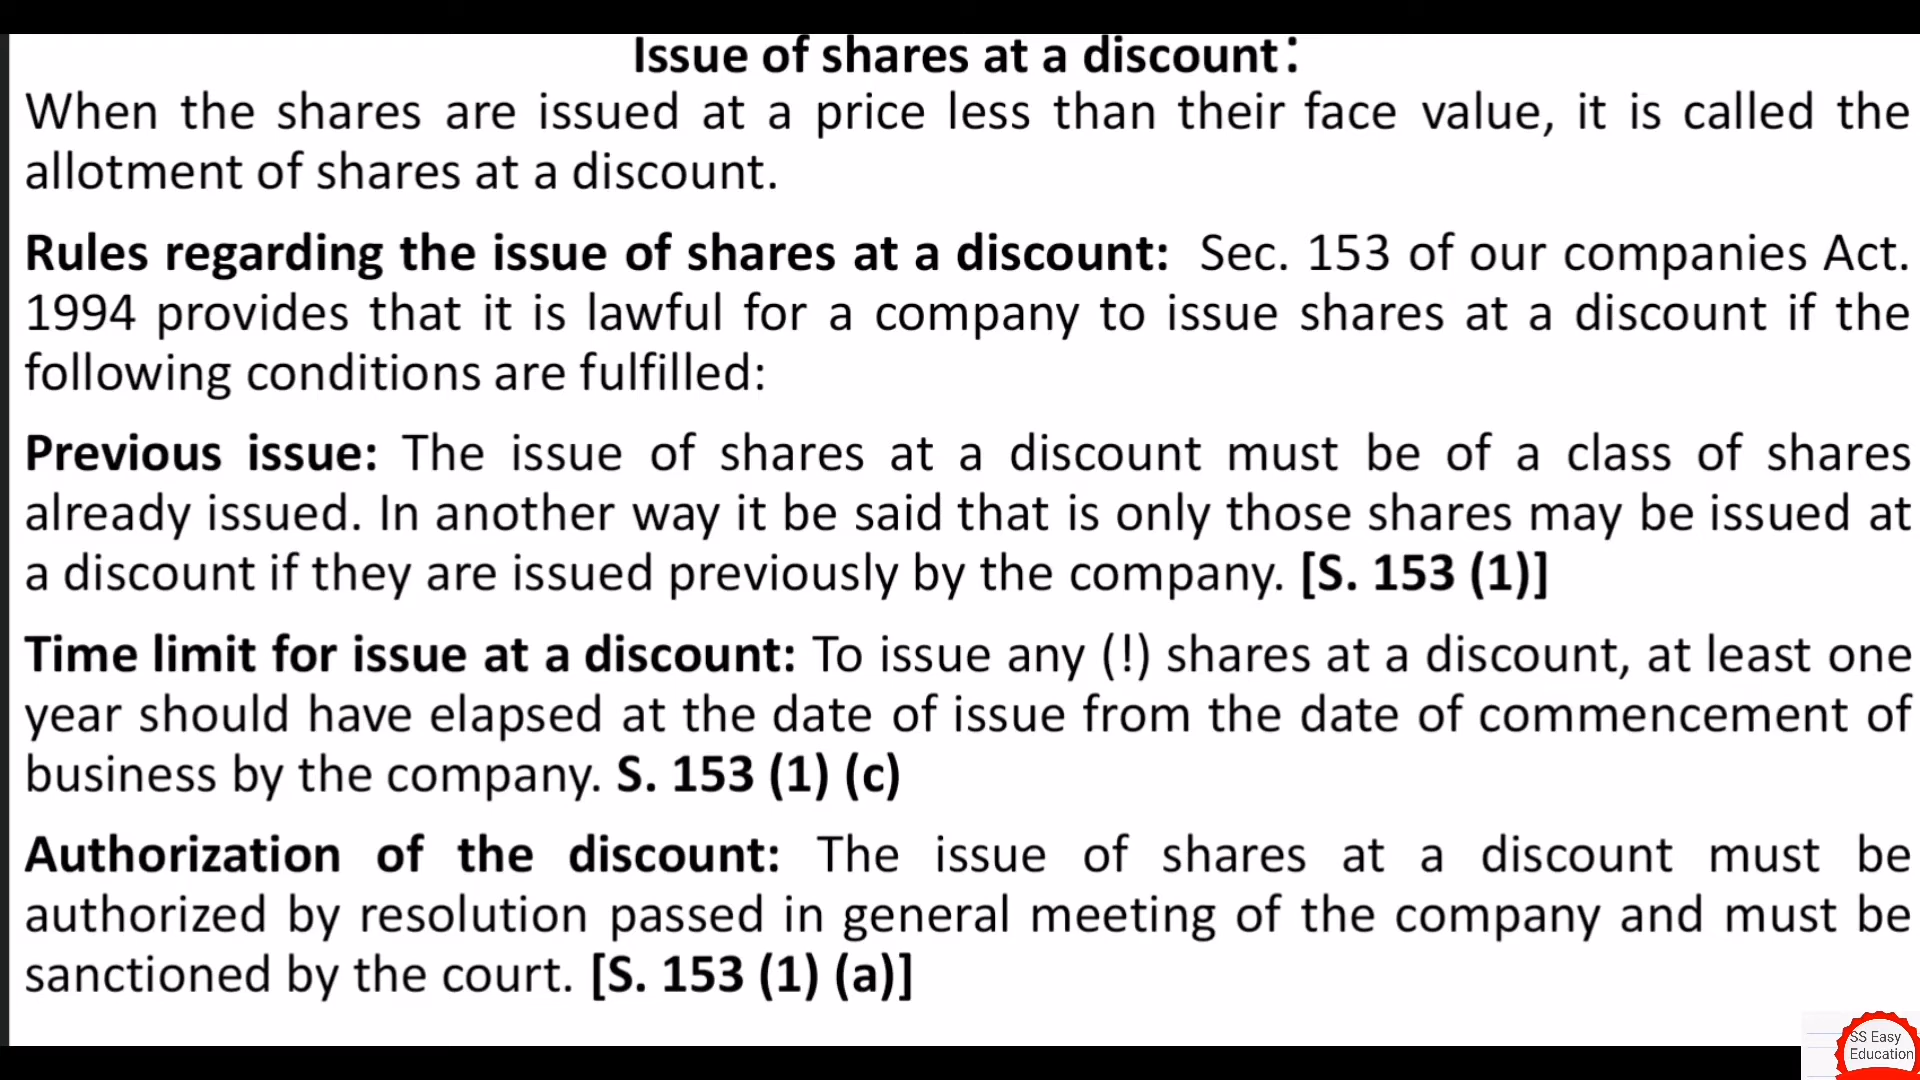 Issue of shares at a discount:
When the shares are issued at a price less than their face value, it is called the
allotment of shares at a discount.
Rules regarding the issue of shares at a discount: Sec. 153 of our companies Act.
1994 provides that it is lawful for a company to issue shares at a discount if the
following conditions are fulfilled:
Previous issue: The issue of shares at a discount must be of a class of shares
already issued. In another way it be said that is only those shares may be issued at
a discount if they are issued previously by the company. [S. 153 (1)]
Time limit for issue at a discount: To issue any (!) shares at a discount, at least one
year should have elapsed at the date of issue from the date of commencement of
business by the company. S. 153 (1) (c)
Authorization of the discount: The issue of shares at a discount must be
authorized by resolution passed in general meeting of the company and must be
sanctioned by the court. [S. 153 (1) (a)]
SS Easy
Education